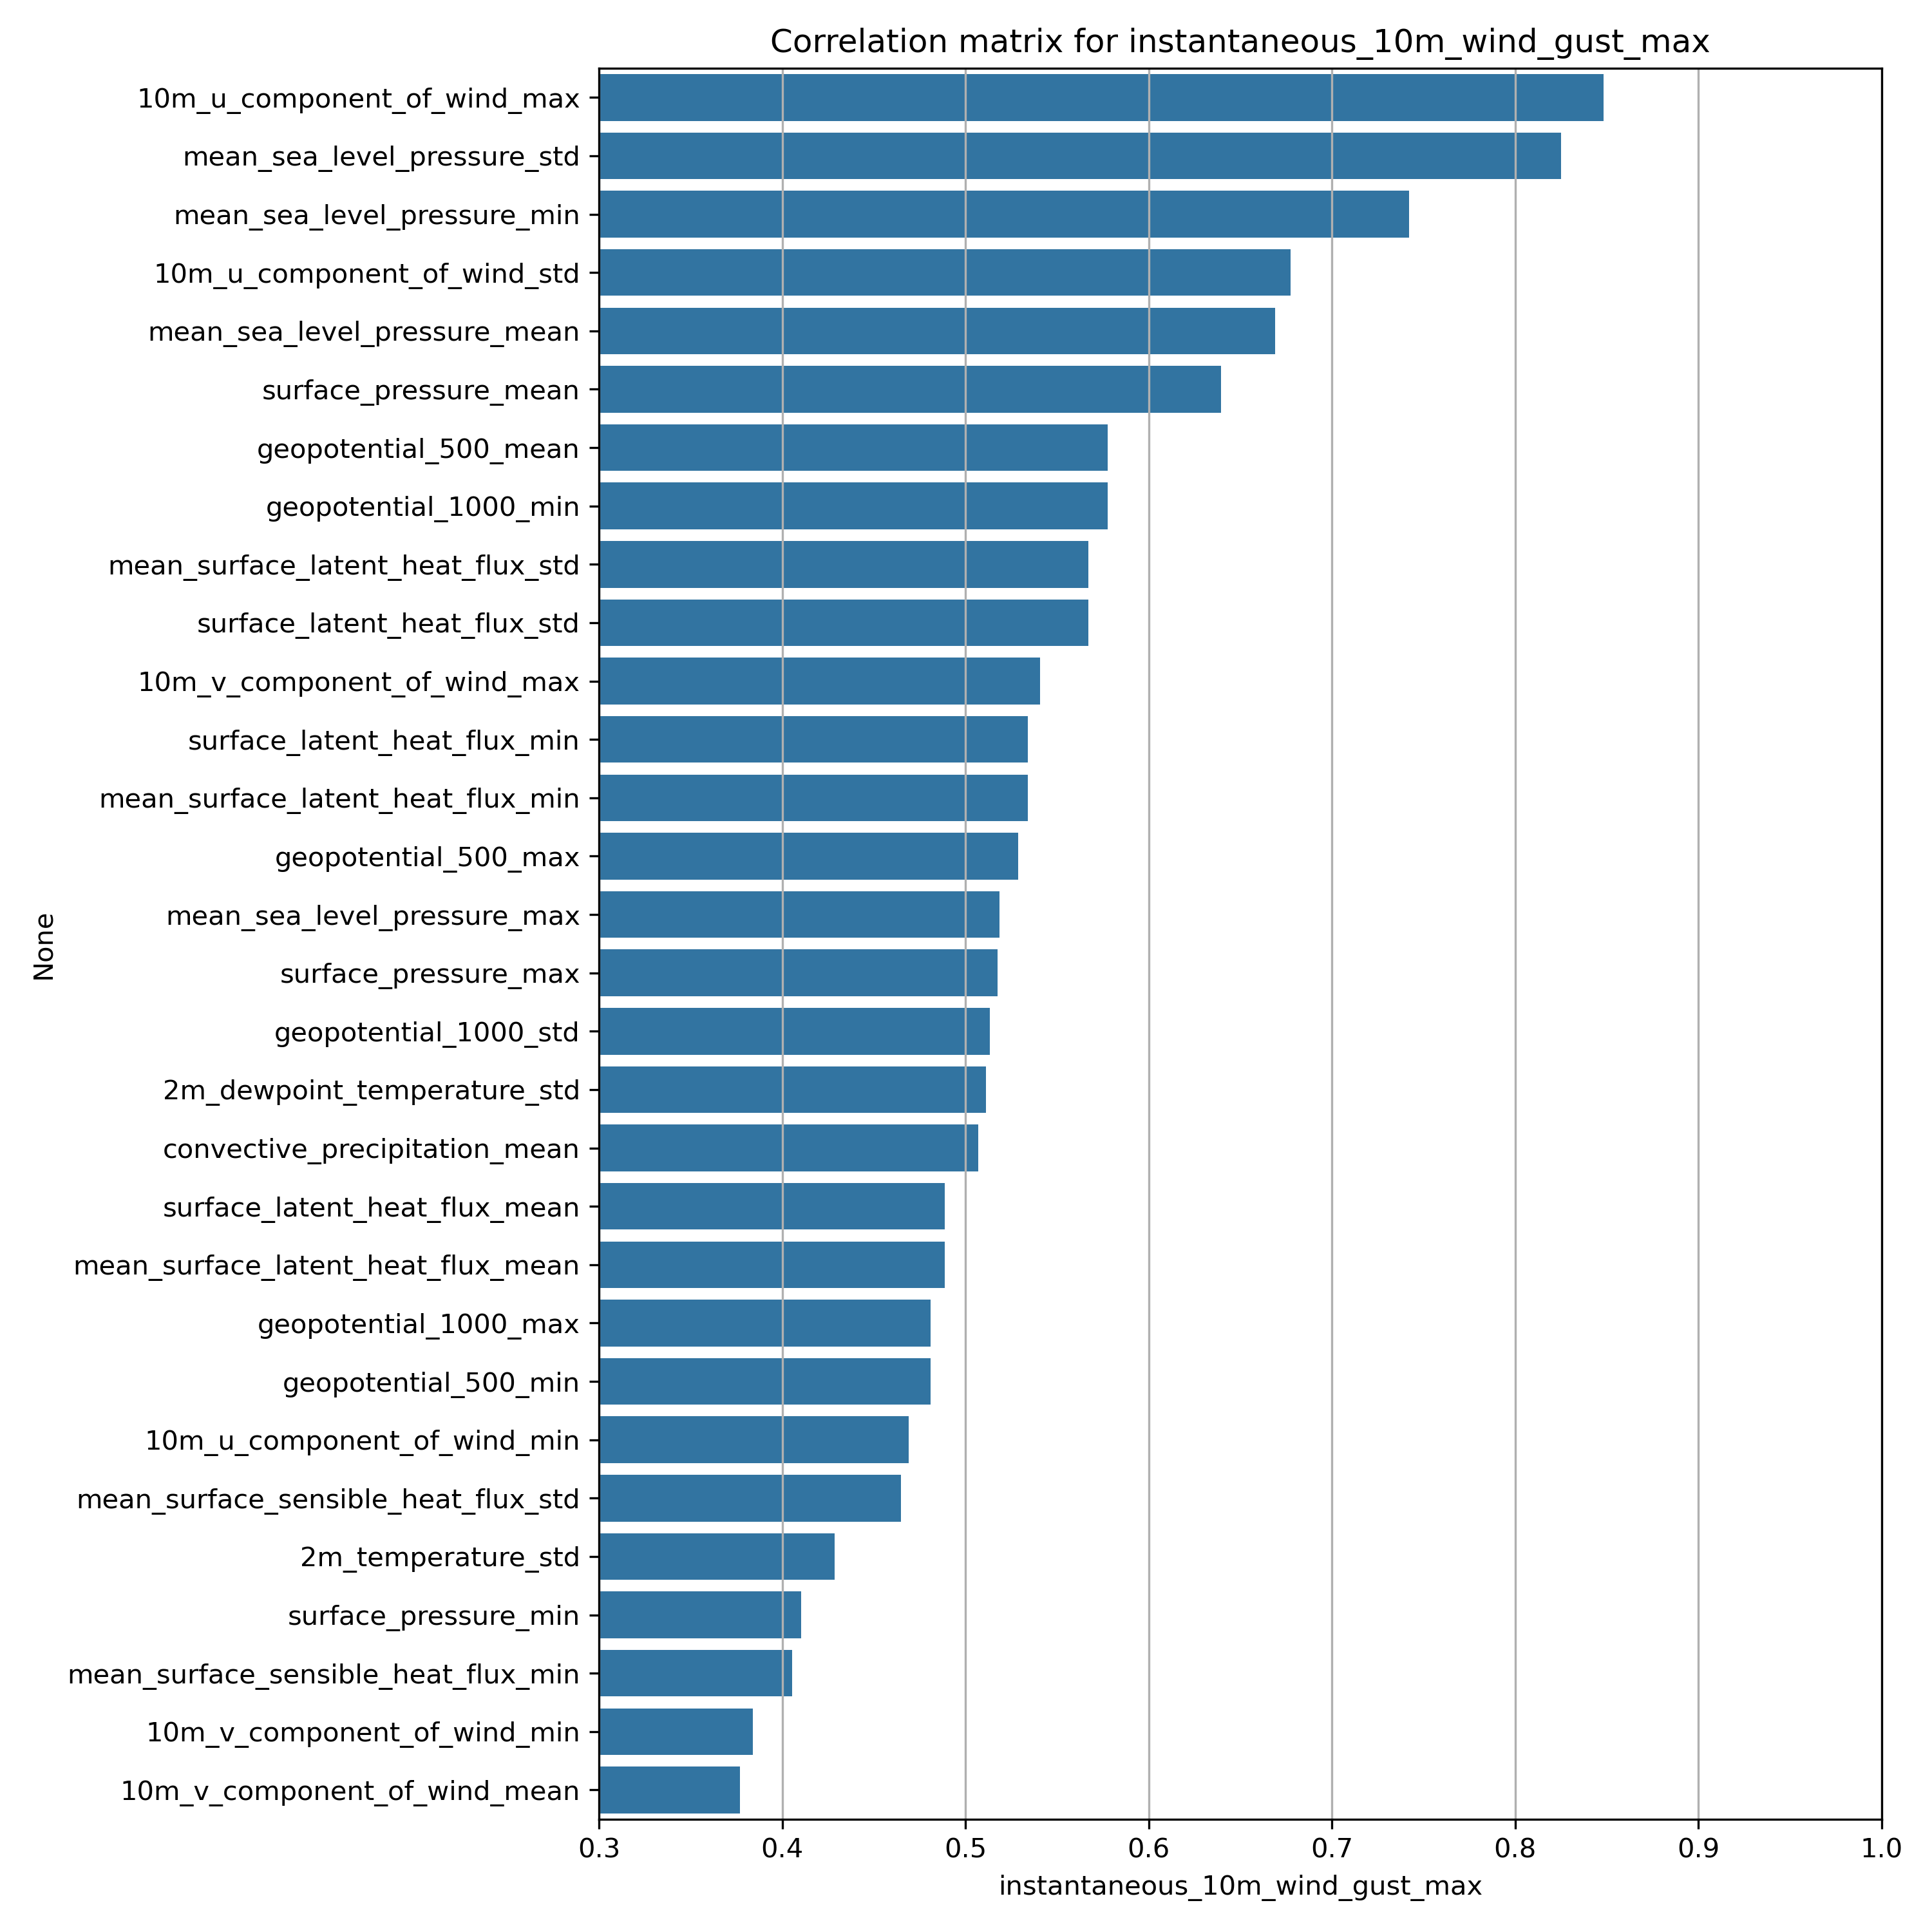 Correlation matrix for instantaneous_10m_wind_gust_max
10m_u_component_of_wind_max
mean_sea_level_pressure_std
mean_sea_level_pressure_min
10m_u_component_of_wind_std
mean_sea_level_pressure_mean
surface_pressure_mean
geopotential_500_mean
geopotential_1000_min
mean_surface_latent_heat_flux_std
surface_latent_heat_flux_std
10m_v_component_of_wind_max
surface_latent_heat_flux_min
mean_surface_latent_heat_flux_min
geopotential_500_max
mean_sea_level_pressure_max
surface_pressure_max
geopotential_1000_std
2m_dewpoint_temperature_std
convective_precipitation_mean
surface_latent_heat_flux_mean
mean_surface_latent_heat_flux_mean
geopotential_1000_max
geopotential_500_min
10m_u_component_of_wind_min
mean_surface_sensible_heat_flux_std
2m_temperature_std
surface_pressure_min
mean_surface_sensible_heat_flux_min
10m_v_component_of_wind_min
10m_v_component_of_wind_mean
None
0.3 0.4 0.5 0.6 0.7 0.8 0.9 1.0
instantaneous_10m_wind_gust_max